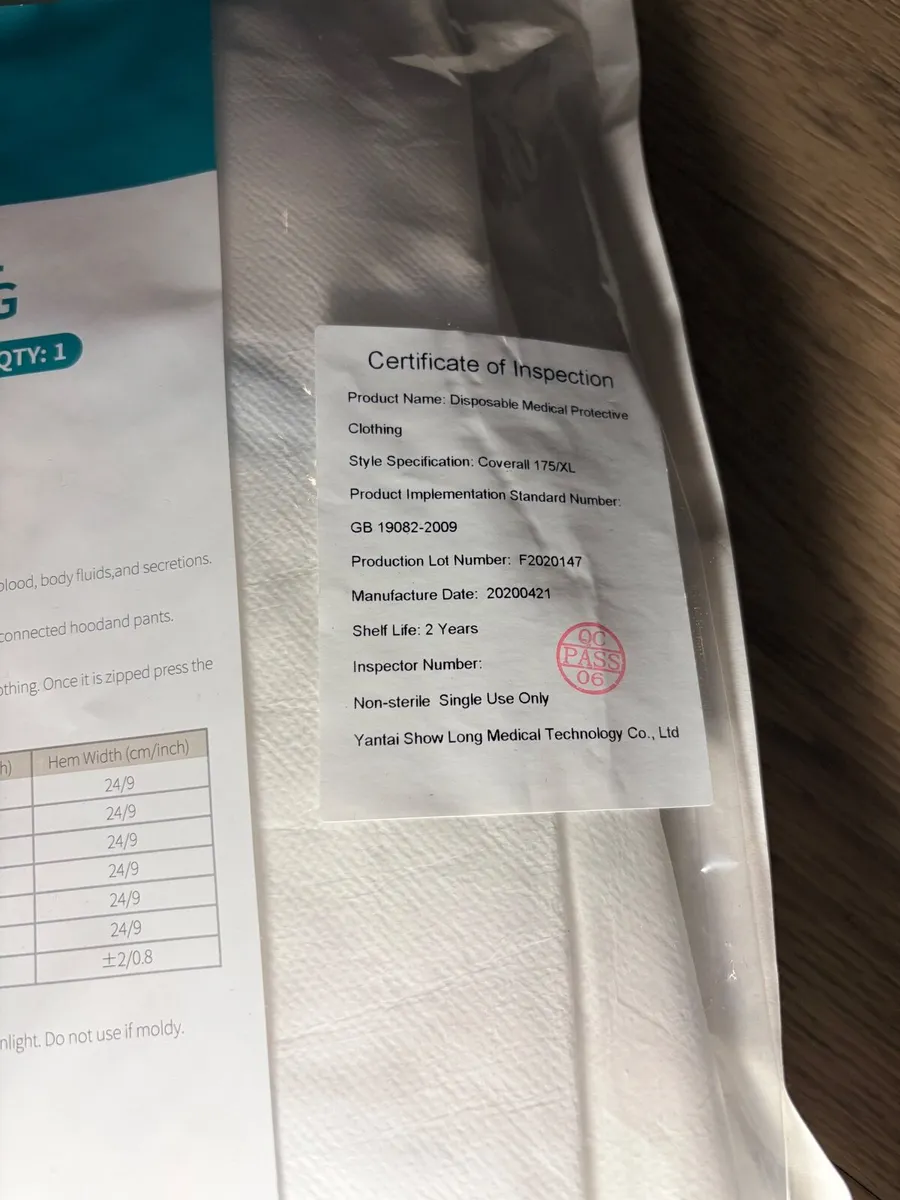 G
QTY: 1
blood, body fluids,and secretions.
connected hoodand pants.
Once it is zipped press the
Hem Width (cm/inch)
24/9
24/9
24/9
24/9
24/9
24/9
±2/0.8
Do not use if moldy.
Certificate of Inspection
Product Name: Disposable Medical Protective
Clothing
Style Specification: Coverall 175/XL
Product Implementation Standard Number:
GB 19082-2009
Production Lot Number: F2020147
Manufacture Date: 20200421
Shelf Life: 2 Years
Inspector Number:
QC
PASS
06
Non-sterile Single Use Only
Yantai Show Long Medical Technology Co., Ltd